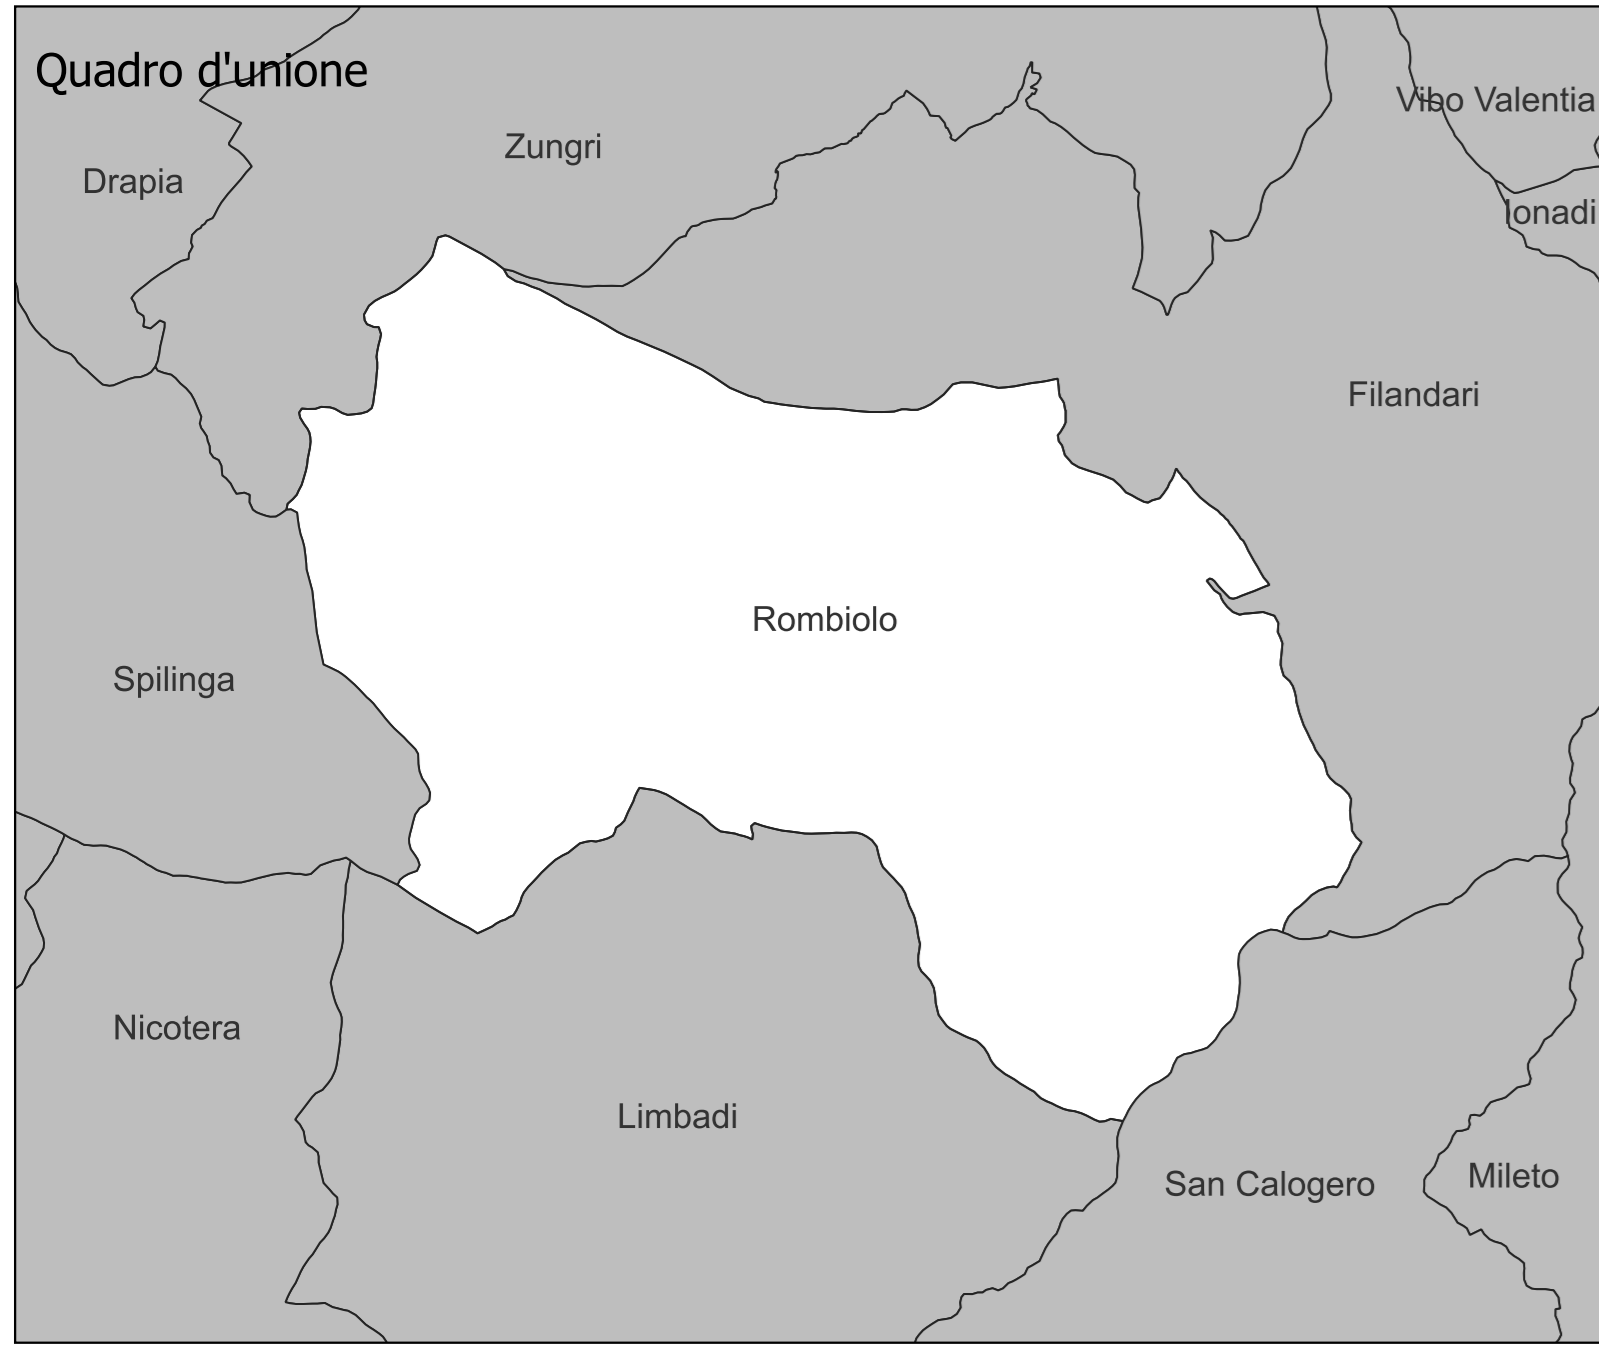 Quadro d'unione
Vibo Valentia
Zungri
Drapia
Ionadi
Filandari
Rombiolo
Spilinga
Nicotera
Limbadi
San Calogero
Mileto